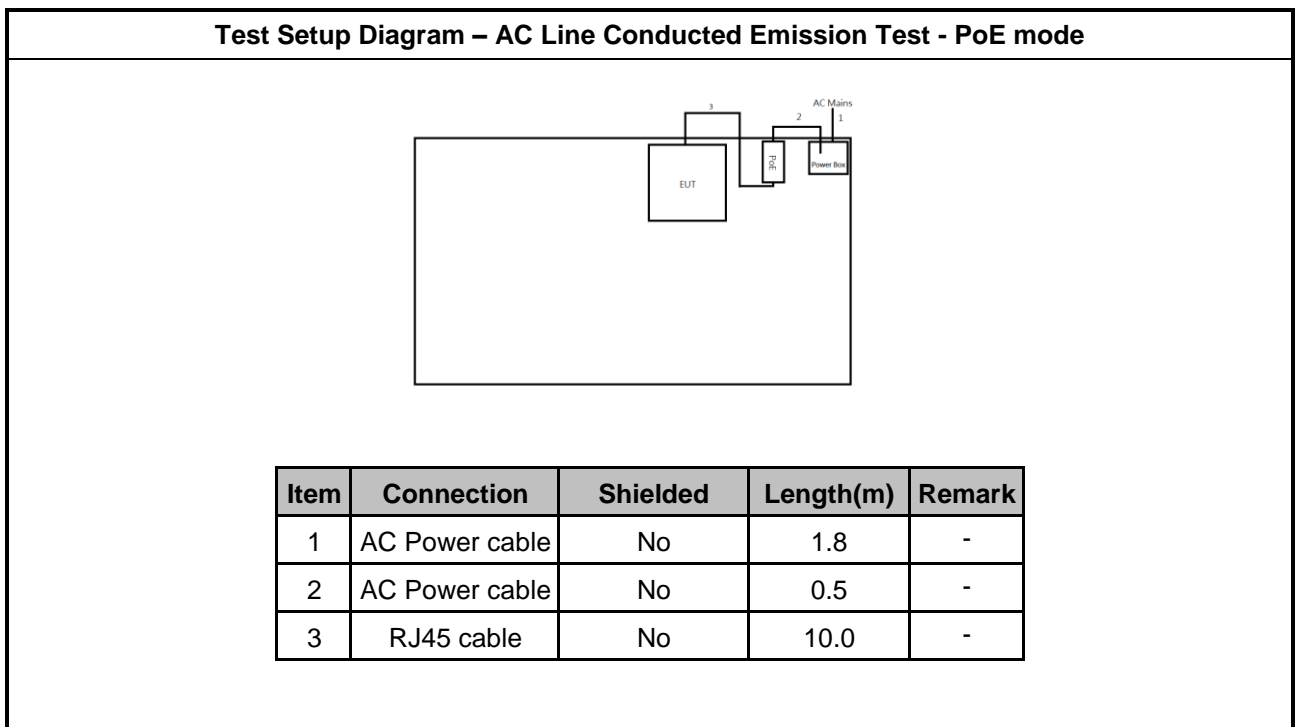 Test Setup Diagram – AC Line Conducted Emission Test - PoE mode
3
AC Mains
2
1
EUT
PoE
Power Box
Item Connection Shielded Length(m) Remark
1 AC Power cable No 1.8 -
2 AC Power cable No 0.5 -
3 RJ45 cable No 10.0 -